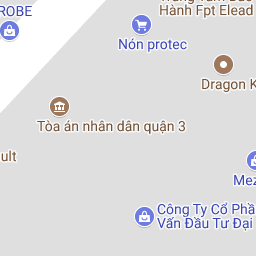 ROBE
Hành Fpt Elead
Nón protec
Dragon K
Tòa án nhân dân quận 3
ult
Mez
Công Ty Cổ Phầ
Vấn Đầu Tư Đại